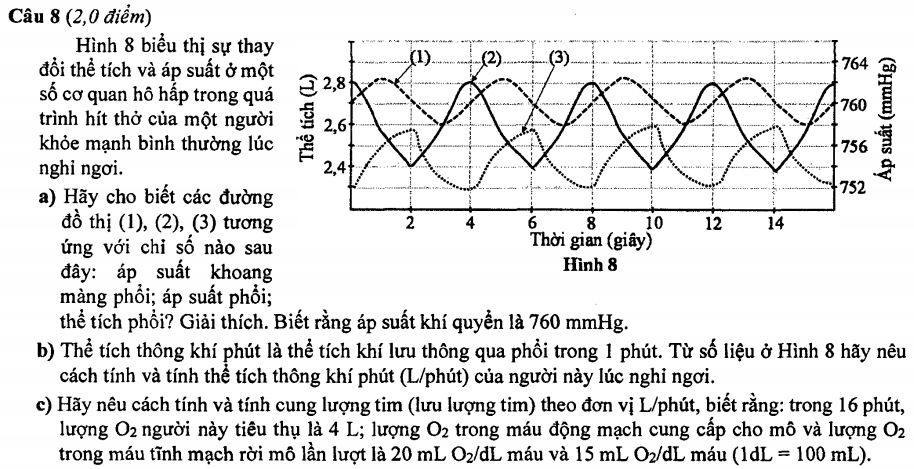 Câu 8 (2,0 điểm)
Hình 8 biểu thị sự thay
đổi thể tích và áp suất ở một
số cơ quan hô hấp trong quá
trình hít thở của một người
khỏe mạnh bình thường lúc
nghỉ ngơi.
a) Hãy cho biết các đường
đồ thị (1), (2), (3) tương
ứng với chỉ số nào sau
đây: áp suất khoang
màng phổi; áp suất phổi;
thể tích phổi? Giải thích. Biết rằng áp suất khí quyển là 760 mmHg.
(1) (2) (3)
Thể tích (L)
2,8
2,6
2,4
764
760
756
752
Áp suất (mmHg)
2 4 6 8 10 12 14
Thời gian (giây)
Hình 8
b) Thể tích thông khí phút là thể tích khí lưu thông qua phổi trong 1 phút. Từ số liệu ở Hình 8 hãy nêu
cách tính và tính thể tích thông khí phút (L/phút) của người này lúc nghỉ ngơi.
c) Hãy nêu cách tính và tính cung lượng tim (lưu lượng tim) theo đơn vị L/phút, biết rằng: trong 16 phút,
lượng O2 người này tiêu thụ là 4 L; lượng O2 trong máu động mạch cung cấp cho mô và lượng O2
trong máu tĩnh mạch rời mô lần lượt là 20 mL O2/dL máu và 15 mL O2/dL máu (1dL = 100 mL).